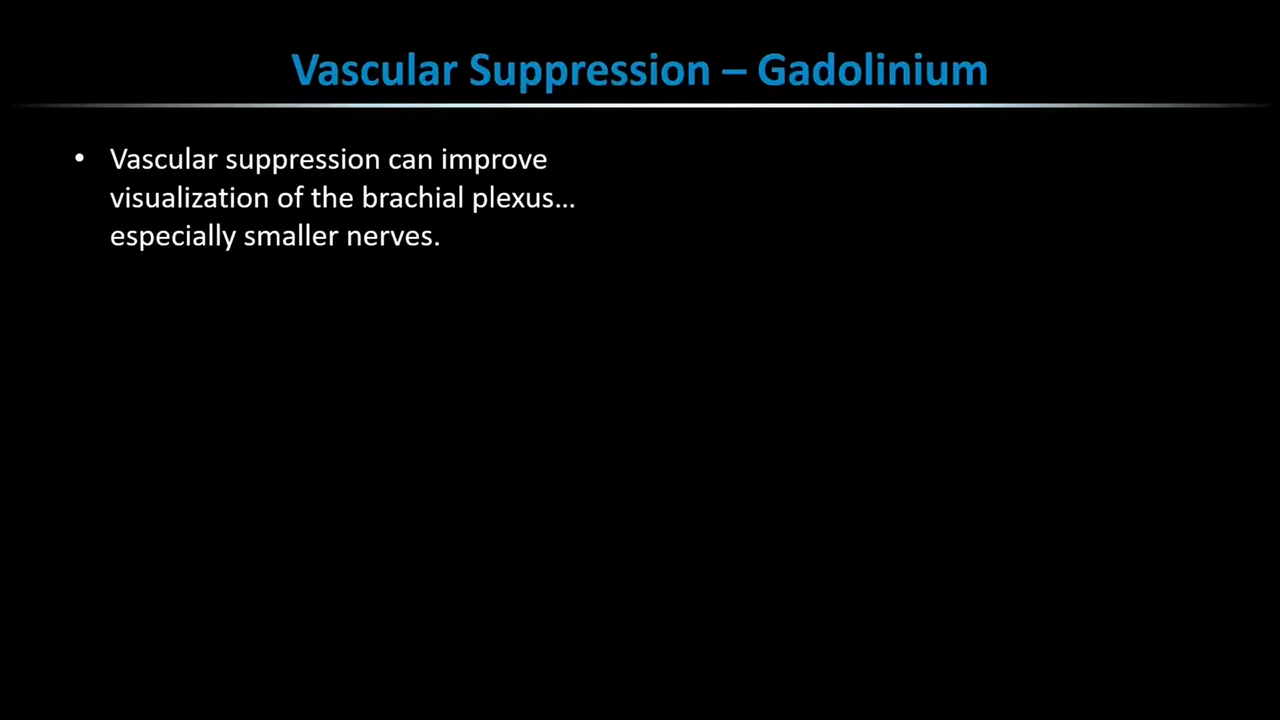 Vascular Suppression – Gadolinium
• Vascular suppression can improve
visualization of the brachial plexus...
especially smaller nerves.